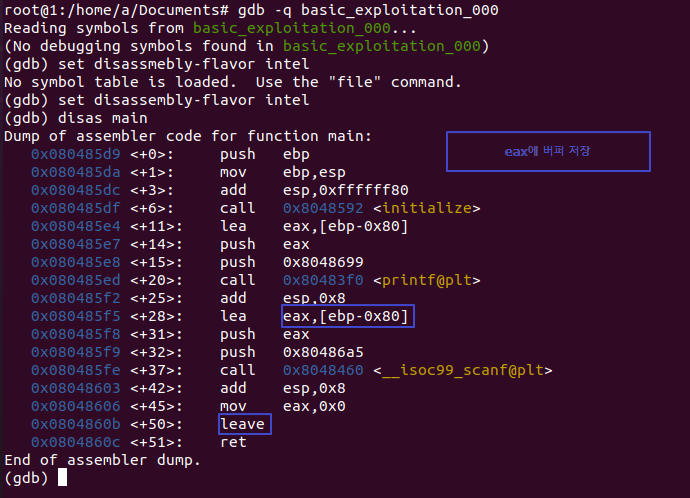 root@1:/home/a/Documents# gdb -q basic_exploitation_000
Reading symbols from basic_exploitation_000...
(No debugging symbols found in basic_exploitation_000)
(gdb) set disassmebly-flavor intel
No symbol table is loaded.  Use the "file" command.
(gdb) set disassembly-flavor intel
(gdb) disas main
Dump of assembler code for function main:
eax에 버퍼 저장
0x080485d9 <+0>:     push   ebp
0x080485da <+1>:     mov    ebp,esp
0x080485dc <+3>:     add    esp,0xffffff80
0x080485df <+6>:     call   0x8048592 <initialize>
0x080485e4 <+11>:    lea    eax,[ebp-0x80]
0x080485e7 <+14>:    push   eax
0x080485e8 <+15>:    push   0x8048699
0x080485ed <+20>:    call   0x80483f0 <printf@plt>
0x080485f2 <+25>:    add    esp,0x8
0x080485f5 <+28>:    lea    eax,[ebp-0x80]
0x080485f8 <+31>:    push   eax
0x080485f9 <+32>:    push   0x80486a5
0x080485fe <+37>:    call   0x8048460 <__isoc99_scanf@plt>
0x08048603 <+42>:    add    esp,0x8
0x08048606 <+45>:    mov    eax,0x0
0x0804860b <+50>:    leave
0x0804860c <+51>:    ret
End of assembler dump.
(gdb)